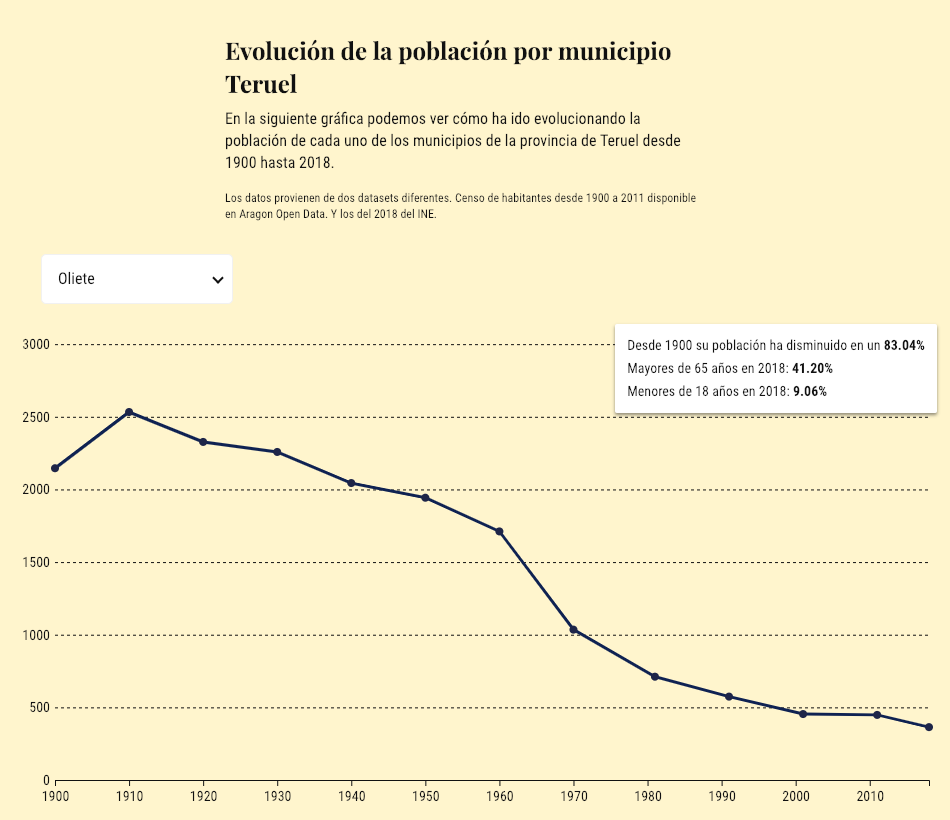 Evolución de la población por municipio
Teruel
En la siguiente gráfica podemos ver cómo ha ido evolucionando la
población de cada uno de los municipios de la provincia de Teruel desde
1900 hasta 2018.
Los datos provienen de dos datasets diferentes. Censo de habitantes desde 1900 a 2011 disponible
en Aragon Open Data. Y los del 2018 del INE.
Oliete
Desde 1900 su población ha disminuido en un 83.04%
Mayores de 65 años en 2018: 41.20%
Menores de 18 años en 2018: 9.06%
3000
2500
2000
1500
1000
500
0
1900 1910 1920 1930 1940 1950 1960 1970 1980 1990 2000 2010